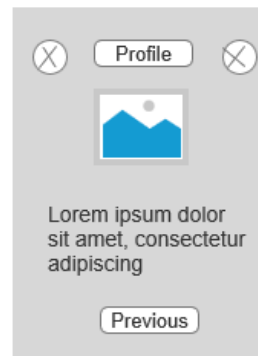 Profile
Lorem ipsum dolor
sit amet, consectetur
adipiscing
Previous